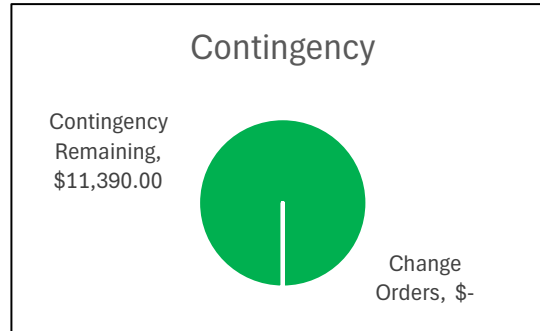 Contingency
Contingency
Remaining,
$11,390.00
Change
Orders, $-